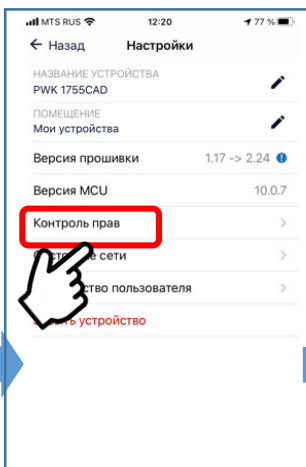 MTS RUS 12:20 77 %
Назад Настройки
НАЗВАНИЕ УСТРОЙСТВА
PWK 1755CAD
ПОМЕЩЕНИЕ
Мои устройства
Версия прошивки 1.17 -> 2.24
Версия MCU 10.0.7
Контроль прав
сети
пользователя
устройство